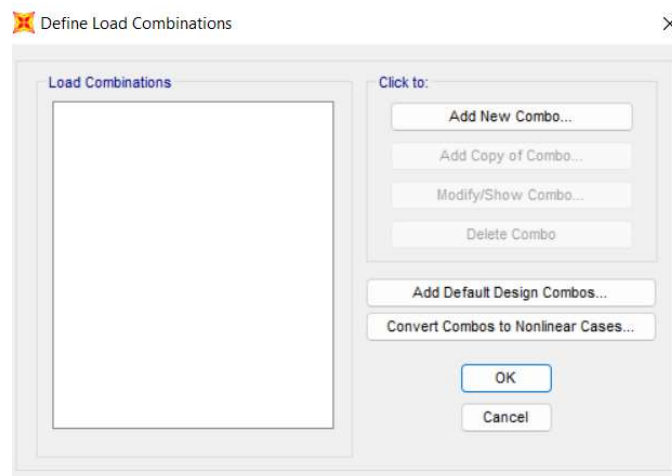 Define Load Combinations
Load Combinations
Click to:
Add New Combo...
Add Copy of Combo...
Modify/Show Combo...
Delete Combo
Add Default Design Combos...
Convert Combos to Nonlinear Cases...
OK
Cancel